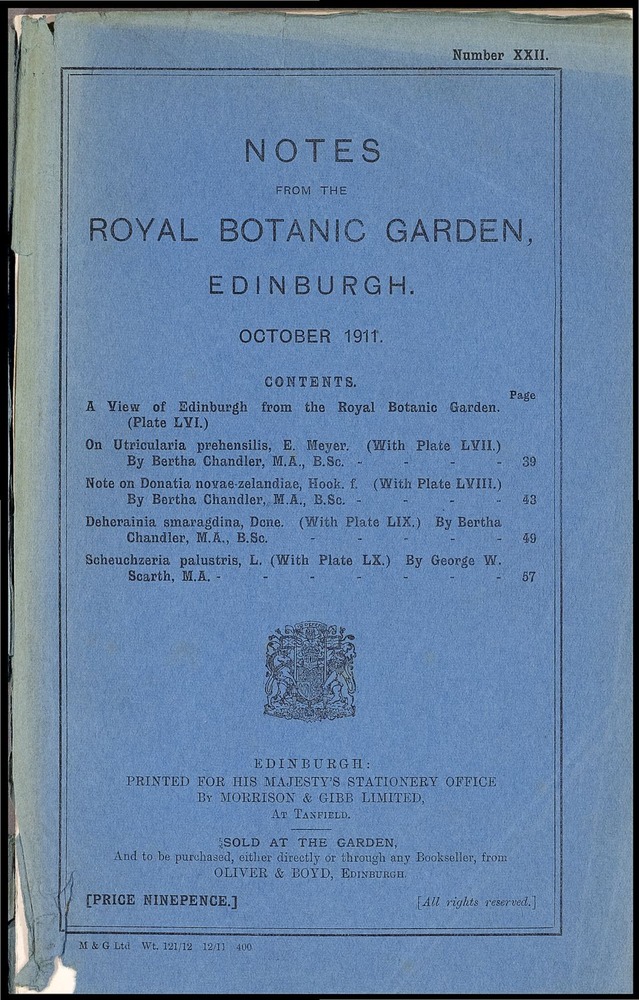 Number XXII.
NOTES
FROM THE
ROYAL BOTANIC GARDEN,
EDINBURGH.
OCTOBER 1911.
CONTENTS.
Page
A View of Edinburgh from the Royal Botanic Garden.
(Plate LVI.)
On Utricularia prehensilis, E. Meyer. (With Plate LVII.)
By Bertha Chandler, M.A., B.Sc. - - - - 39
Note on Donatia novae-zelandiae, Hook. f. (With Plate LVIII.)
By Bertha Chandler, M.A., B.Sc. - - - - 43
Deherainia smaragdina, Dcne. (With Plate LIX.) By Bertha
Chandler, M.A., B.Sc. - - - - - 49
Scheuchzeria palustris, L. (With Plate LX.) By George W.
Scarth, M.A. - - - - - - - 57
EDINBURGH:
PRINTED FOR HIS MAJESTY'S STATIONERY OFFICE
By MORRISON & GIBB LIMITED,
At Tanfield.
SOLD AT THE GARDEN,
And to be purchased, either directly or through any Bookseller, from
OLIVER & BOYD, Edinburgh.
[PRICE NINEPENCE.] [All rights reserved.]
M & G Ltd Wt. 121/12 12/11 400